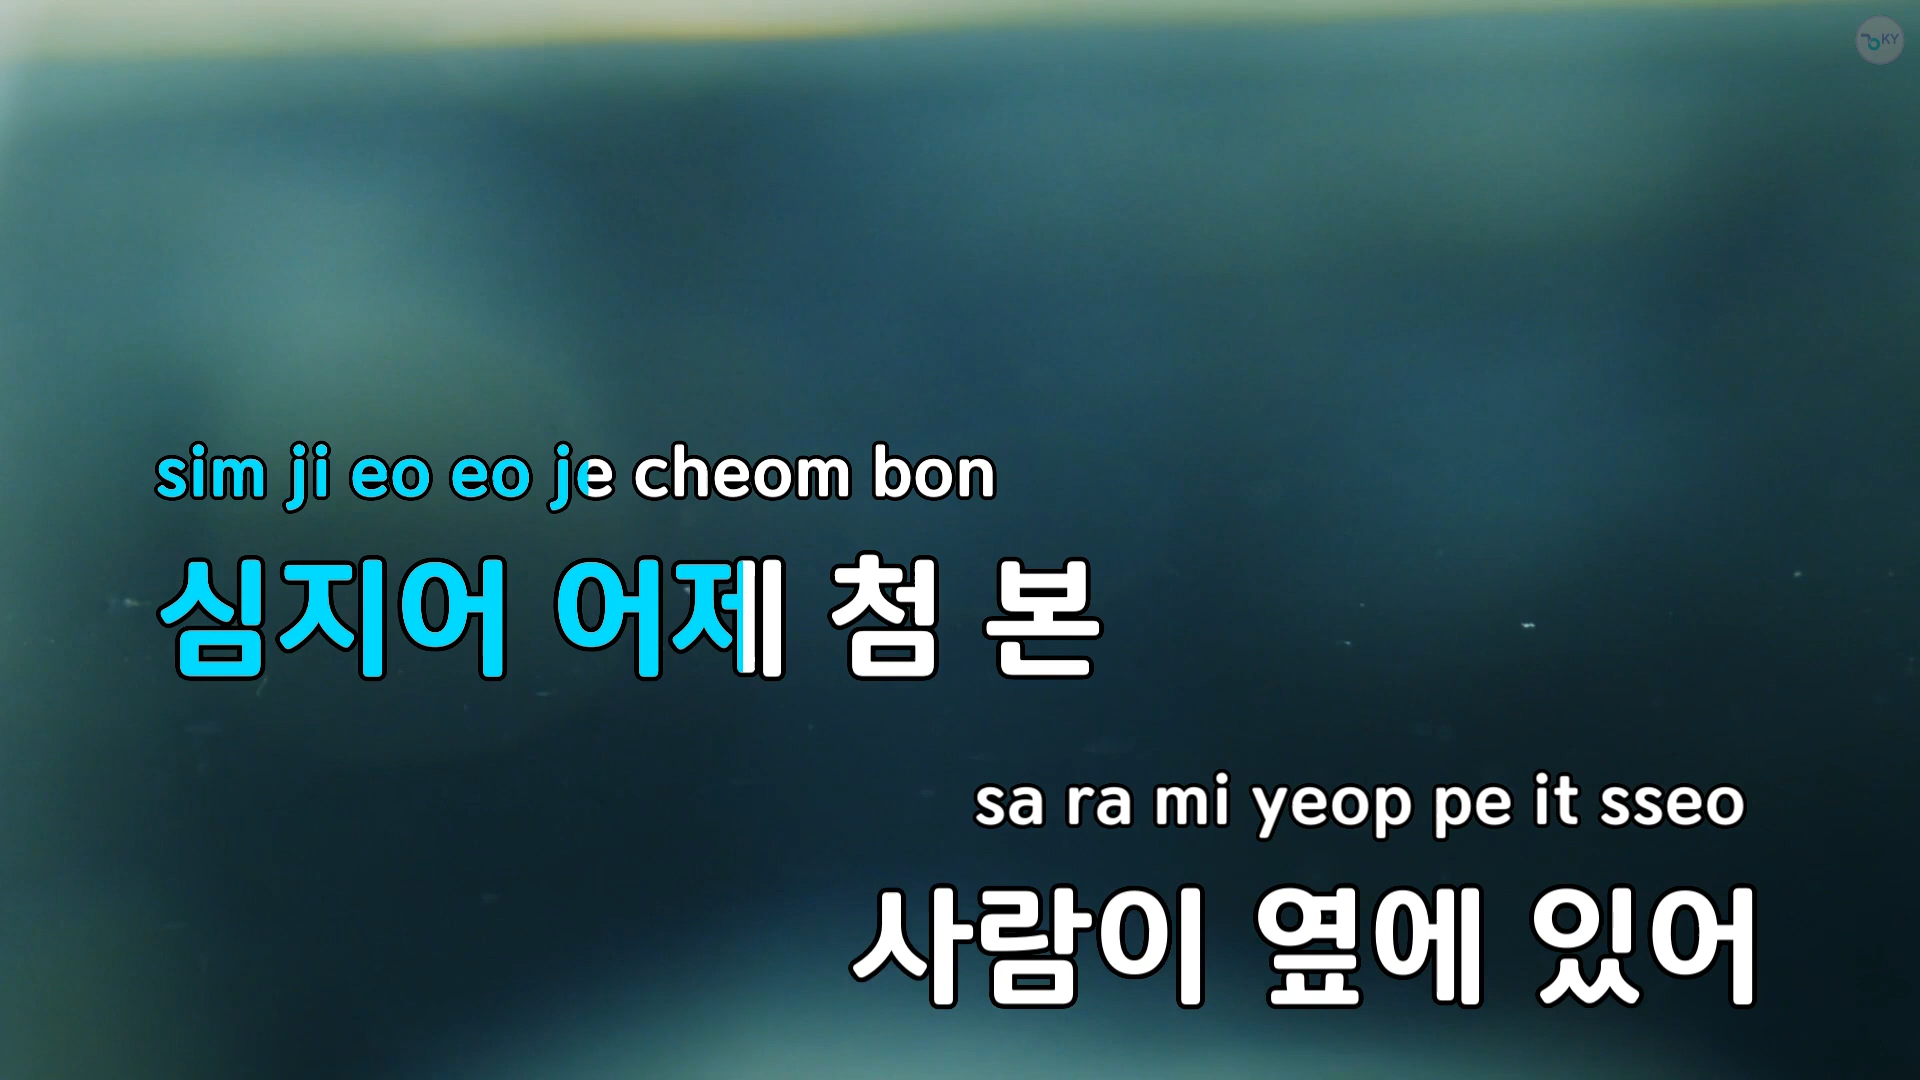 KY
sim ji eo eo je cheom bon
심지어 어제 첨 본
sa ra mi yeop pe it sseo
사람이 옆에 있어